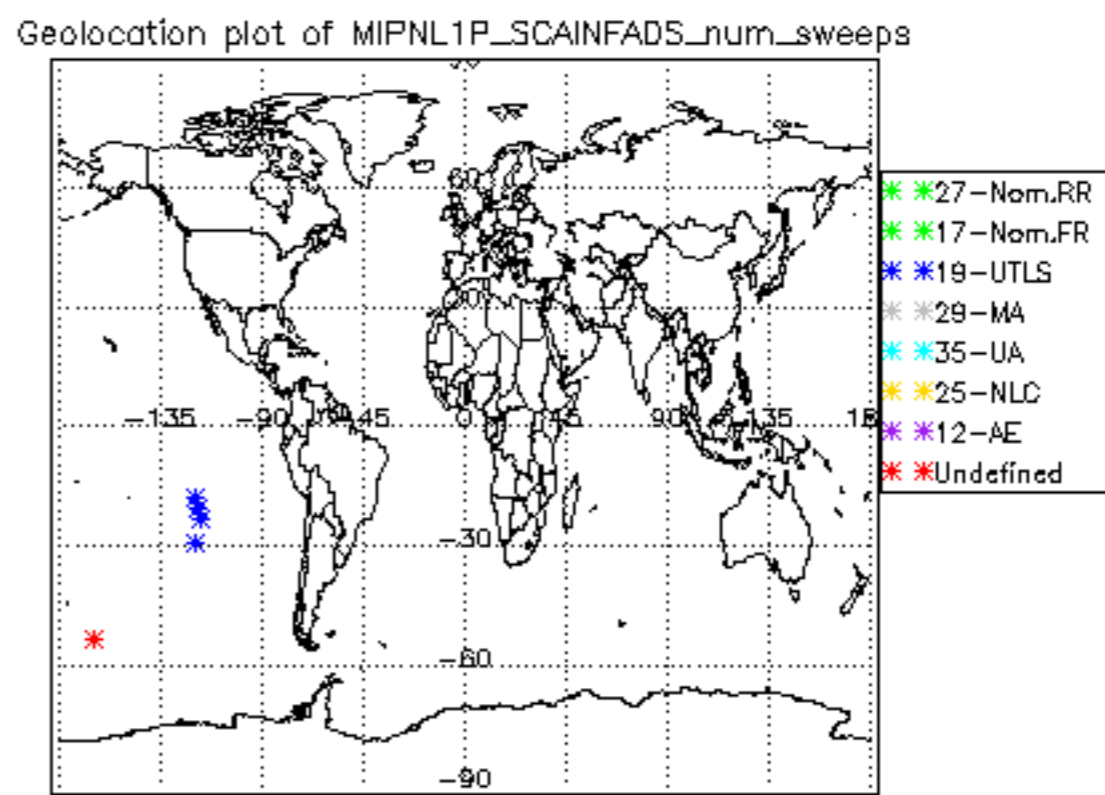 Geolocation plot of MIPNL1P_SCAINFADS_num_sweeps
60
27-Nom.RR
17-Nom.FR
19-UTLS
29-MA
35-UA
25-NLC
12-AE
Undefined
-135 -90 -45 0 90 135
-30
-60
-90